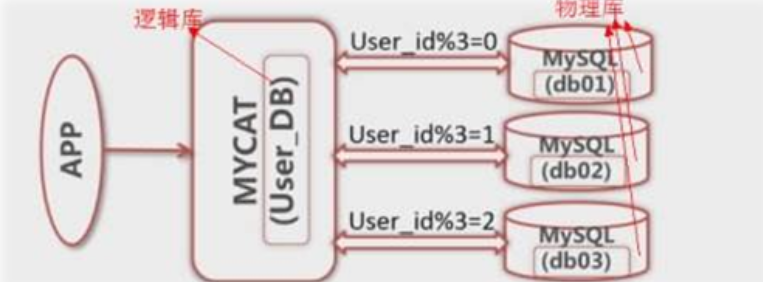 逻辑库
物理库
APP
MYCAT
(User_DB)
User_id%3=0
MySQL
(db01)
User_id%3=1
MySQL
(db02)
User_id%3=2
MySQL
(db03)